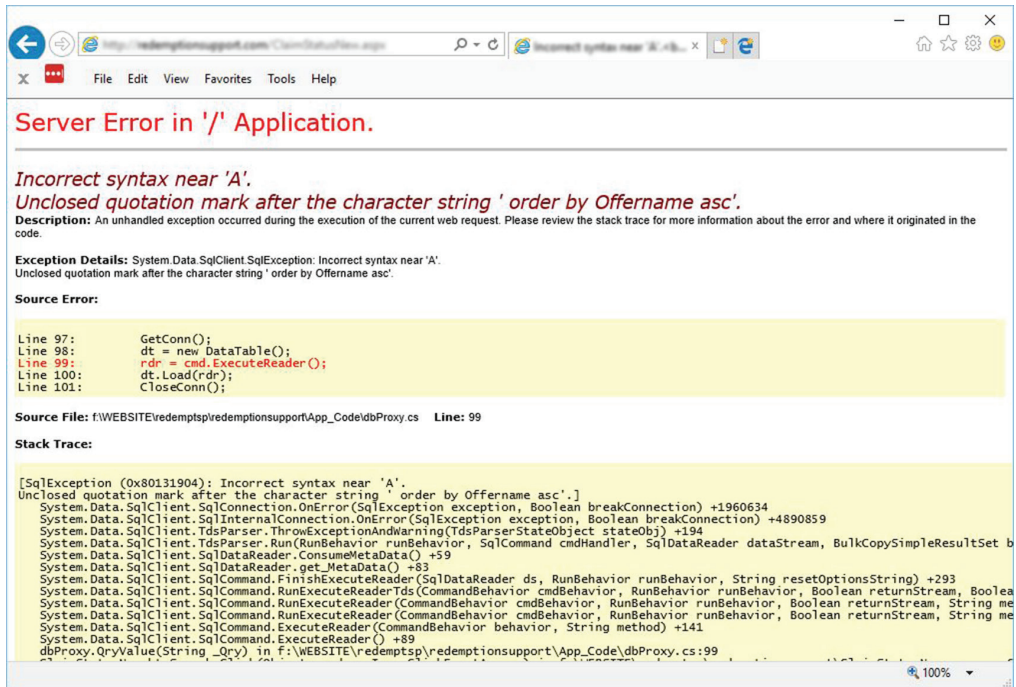 File Edit View Favorites Tools Help
Server Error in '/' Application.
Incorrect syntax near 'A'.
Unclosed quotation mark after the character string ' order by Offername asc'.
Description: An unhandled exception occurred during the execution of the current web request. Please review the stack trace for more information about the error and where it originated in the
code.
Exception Details: System.Data.SqlClient.SqlException: Incorrect syntax near 'A'.
Unclosed quotation mark after the character string ' order by Offername asc'.
Source Error:
Line 97: GetConn();
Line 98: dt = new DataTable();
Line 99: rdr = cmd.ExecuteReader();
Line 100: dt.Load(rdr);
Line 101: CloseConn();
Source File: f:\WEBSITE\redemptsp\redemptionsupport\App_Code\dbProxy.cs Line: 99
Stack Trace:
[SqlException (0x80131904): Incorrect syntax near 'A'.
Unclosed quotation mark after the character string ' order by Offername asc'.]
System.Data.SqlClient.SqlConnection.OnError(SqlException exception, Boolean breakConnection) +1960634
System.Data.SqlClient.SqlInternalConnection.OnError(SqlException exception, Boolean breakConnection) +4890859
System.Data.SqlClient.TdsParser.ThrowExceptionAndWarning(TdsParserStateObject stateObj) +194
System.Data.SqlClient.TdsParser.Run(RunBehavior runBehavior, SqlCommand cmdHandler, SqlDataReader dataStream, BulkCopySimpleResultSet b
System.Data.SqlClient.SqlDataReader.ConsumeMetaData() +59
System.Data.SqlClient.SqlDataReader.get_MetaData() +83
System.Data.SqlClient.SqlCommand.FinishExecuteReader(SqlDataReader ds, RunBehavior runBehavior, String resetOptionsString) +293
System.Data.SqlClient.SqlCommand.RunExecuteReaderTds(CommandBehavior cmdBehavior, RunBehavior runBehavior, Boolean returnStream, Boolea
System.Data.SqlClient.SqlCommand.RunExecuteReader(CommandBehavior cmdBehavior, RunBehavior runBehavior, Boolean returnStream, String me
System.Data.SqlClient.SqlCommand.RunExecuteReader(CommandBehavior cmdBehavior, RunBehavior runBehavior, Boolean returnStream, String me
System.Data.SqlClient.SqlCommand.ExecuteReader(CommandBehavior behavior, String method) +141
System.Data.SqlClient.SqlCommand.ExecuteReader() +89
dbProxy.QryValue(String _Qry) in f:\WEBSITE\redemptsp\redemptionsupport\App_Code\dbProxy.cs:99
100%